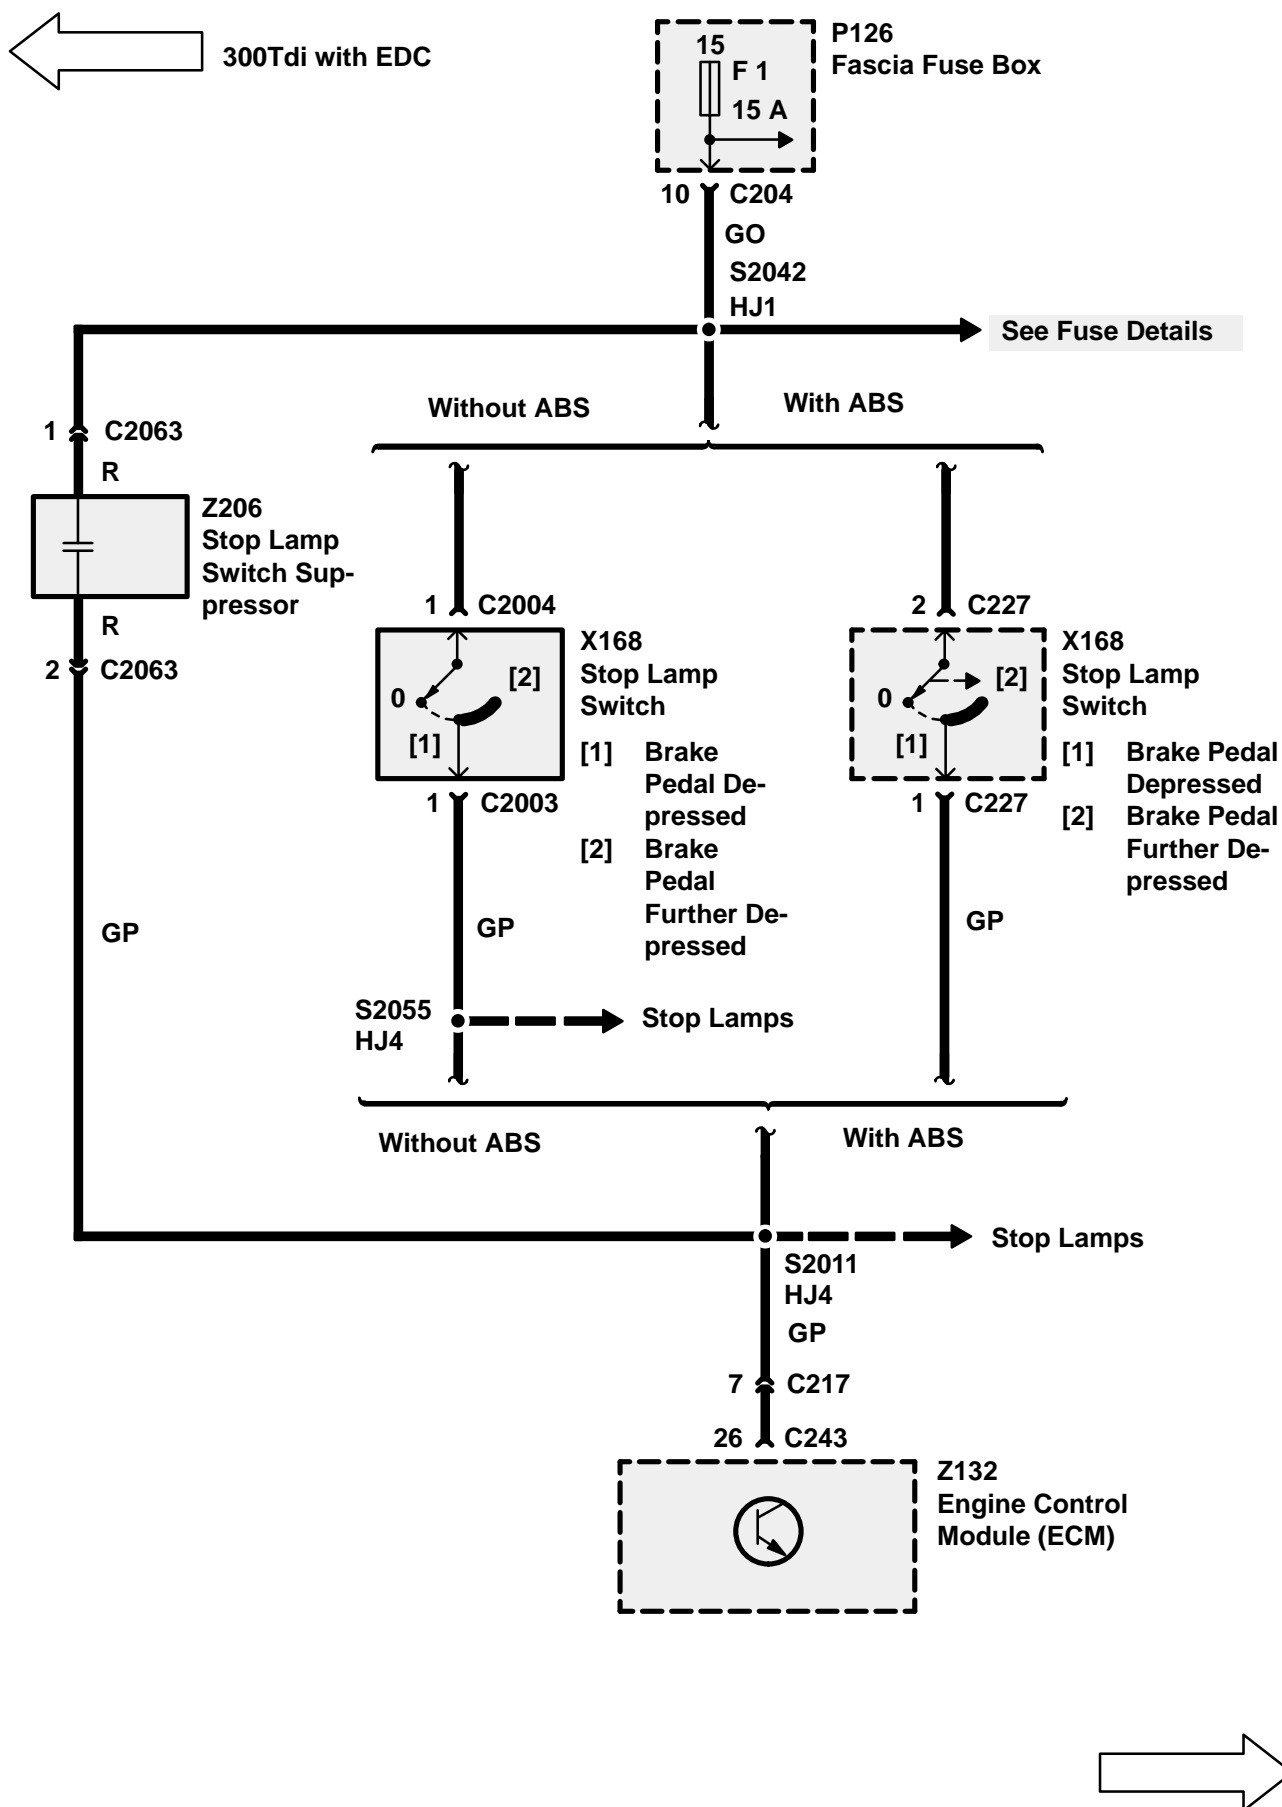 300Tdi with EDC
15
F 1
15 A
P126
Fascia Fuse Box
10 C204
GO
S2042
HJ1
See Fuse Details
Without ABS
With ABS
1 C2063
R
Z206
Stop Lamp
Switch Sup-
pressor
R
2 C2063
1 C2004
0
[2]
[1]
X168
Stop Lamp
Switch
[1] Brake
Pedal De-
pressed
[2] Brake
Pedal
Further De-
pressed
1 C2003
2 C227
0
[2]
[1]
X168
Stop Lamp
Switch
[1] Brake Pedal
Depressed
[2] Brake Pedal
Further De-
pressed
1 C227
GP
GP
GP
S2055
HJ4
Stop Lamps
Without ABS
With ABS
Stop Lamps
S2011
HJ4
GP
7 C217
26 C243
Z132
Engine Control
Module (ECM)